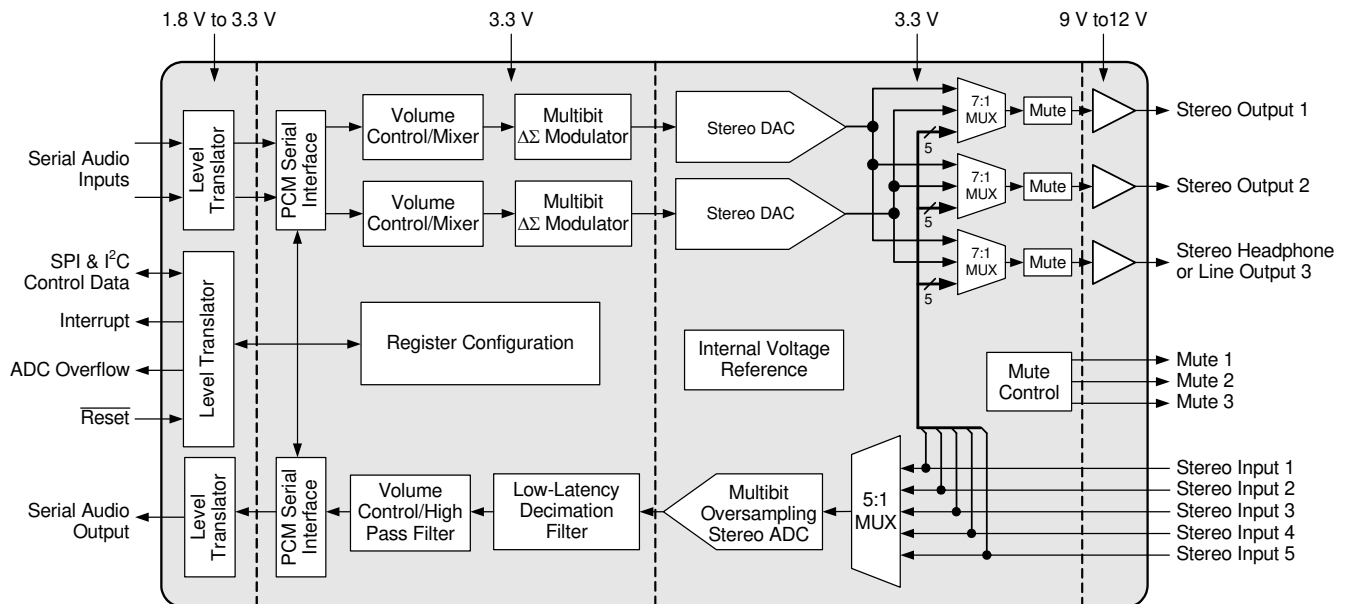 1.8 V to 3.3 V
3.3 V
3.3 V
9 V to12 V
Serial Audio
Inputs
Level
Translator
PCM Serial
Interface
Volume
Control/Mixer
Multibit
ΔΣ Modulator
Stereo DAC
7:1
MUX
Mute
Stereo Output 1
5
Volume
Control/Mixer
Multibit
ΔΣ Modulator
Stereo DAC
7:1
MUX
Mute
Stereo Output 2
5
7:1
MUX
Mute
Stereo Headphone
or Line Output 3
5
SPI & I²C
Control Data
Interrupt
ADC Overflow
Reset
Level Translator
Register Configuration
Internal Voltage
Reference
Mute
Control
Mute 1
Mute 2
Mute 3
Serial Audio
Output
Level
Translator
PCM Serial
Interface
Volume
Control/High
Pass Filter
Low-Latency
Decimation
Filter
Multibit
Oversampling
Stereo ADC
5:1
MUX
Stereo Input 1
Stereo Input 2
Stereo Input 3
Stereo Input 4
Stereo Input 5